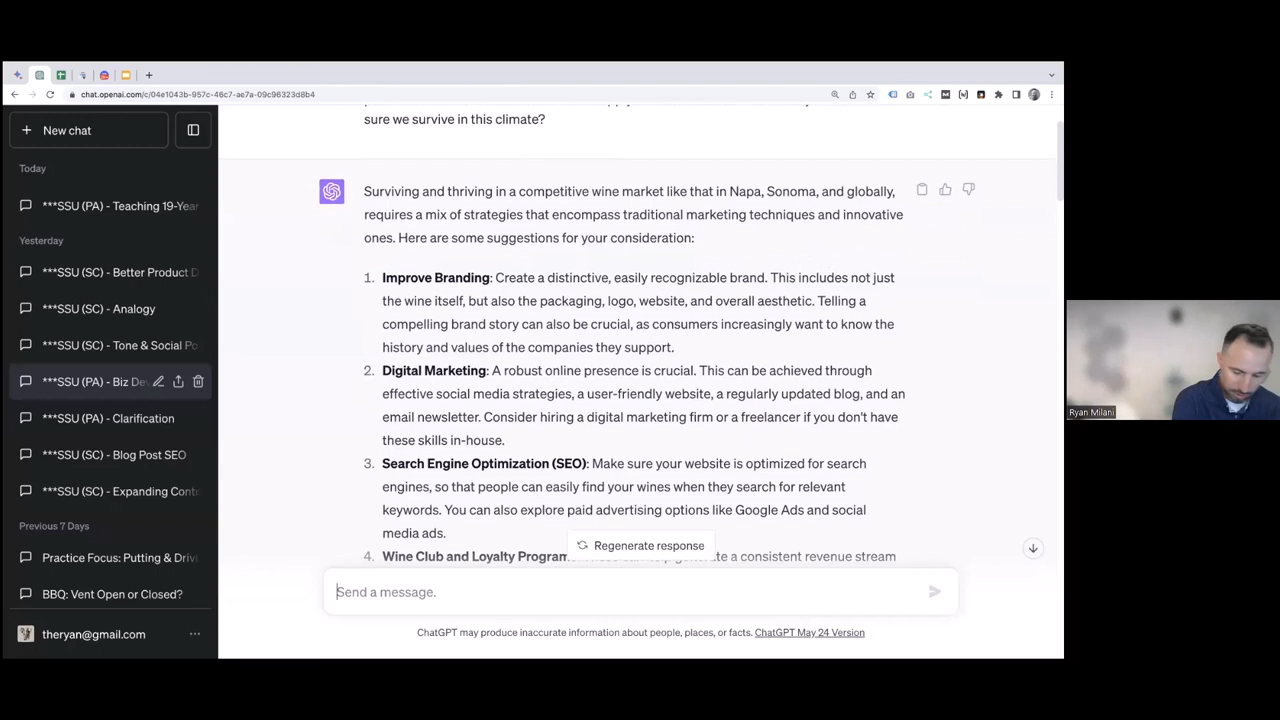 chat.openai.com/c/04e1043b-957c-46c7-ae7a-09c96323d8b4
New chat
Today
***SSU (PA) - Teaching 19-Year
Yesterday
***SSU (SC) - Better Product D
***SSU (SC) - Analogy
***SSU (SC) - Tone & Social Po
***SSU (PA) - Biz De
***SSU (PA) - Clarification
***SSU (SC) - Blog Post SEO
***SSU (SC) - Expanding Cont
Previous 7 Days
Practice Focus: Putting & Driv
BBQ: Vent Open or Closed?
theryan@gmail.com
sure we survive in this climate?
Surviving and thriving in a competitive wine market like that in Napa, Sonoma, and globally,
requires a mix of strategies that encompass traditional marketing techniques and innovative
ones. Here are some suggestions for your consideration:
1. Improve Branding: Create a distinctive, easily recognizable brand. This includes not just
the wine itself, but also the packaging, logo, website, and overall aesthetic. Telling a
compelling brand story can also be crucial, as consumers increasingly want to know the
history and values of the companies they support.
2. Digital Marketing: A robust online presence is crucial. This can be achieved through
effective social media strategies, a user-friendly website, a regularly updated blog, and an
email newsletter. Consider hiring a digital marketing firm or a freelancer if you don't have
these skills in-house.
3. Search Engine Optimization (SEO): Make sure your website is optimized for search
engines, so that people can easily find your wines when they search for relevant
keywords. You can also explore paid advertising options like Google Ads and social
media ads.
4. Wine Club and Loyalty Program a consistent revenue stream
Regenerate response
Send a message.
ChatGPT may produce inaccurate information about people, places, or facts. ChatGPT May 24 Version
Ryan Milani